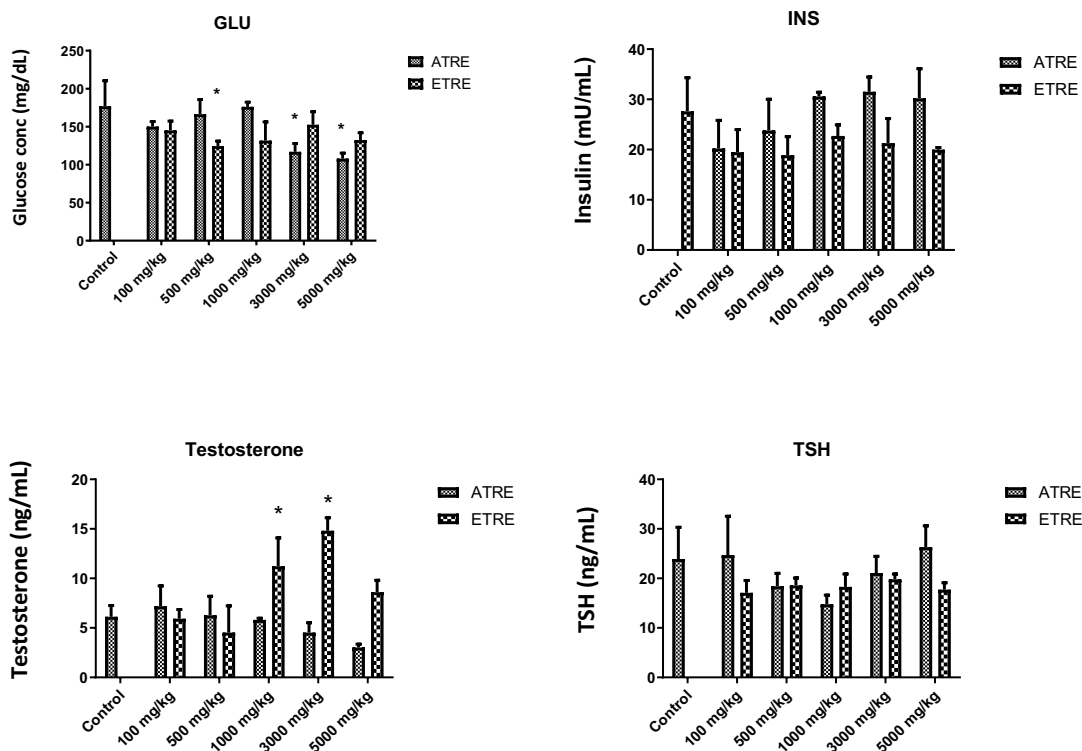 GLU
Glucose conc (mg/dL)
250
200
150
100
50
0
*
*
*
Control
100 mg/kg
500 mg/kg
1000 mg/kg
3000 mg/kg
5000 mg/kg
ATRE
ETRE
INS
Insulin (mU/mL)
40
30
20
10
0
Control
100 mg/kg
500 mg/kg
1000 mg/kg
3000 mg/kg
5000 mg/kg
ATRE
ETRE
Testosterone
Testosterone (ng/mL)
20
15
10
5
0
*
*
Control
100 mg/kg
500 mg/kg
1000 mg/kg
3000 mg/kg
5000 mg/kg
ATRE
ETRE
TSH
TSH (ng/mL)
40
30
20
10
0
Control
100 mg/kg
500 mg/kg
1000 mg/kg
3000 mg/kg
5000 mg/kg
ATRE
ETRE